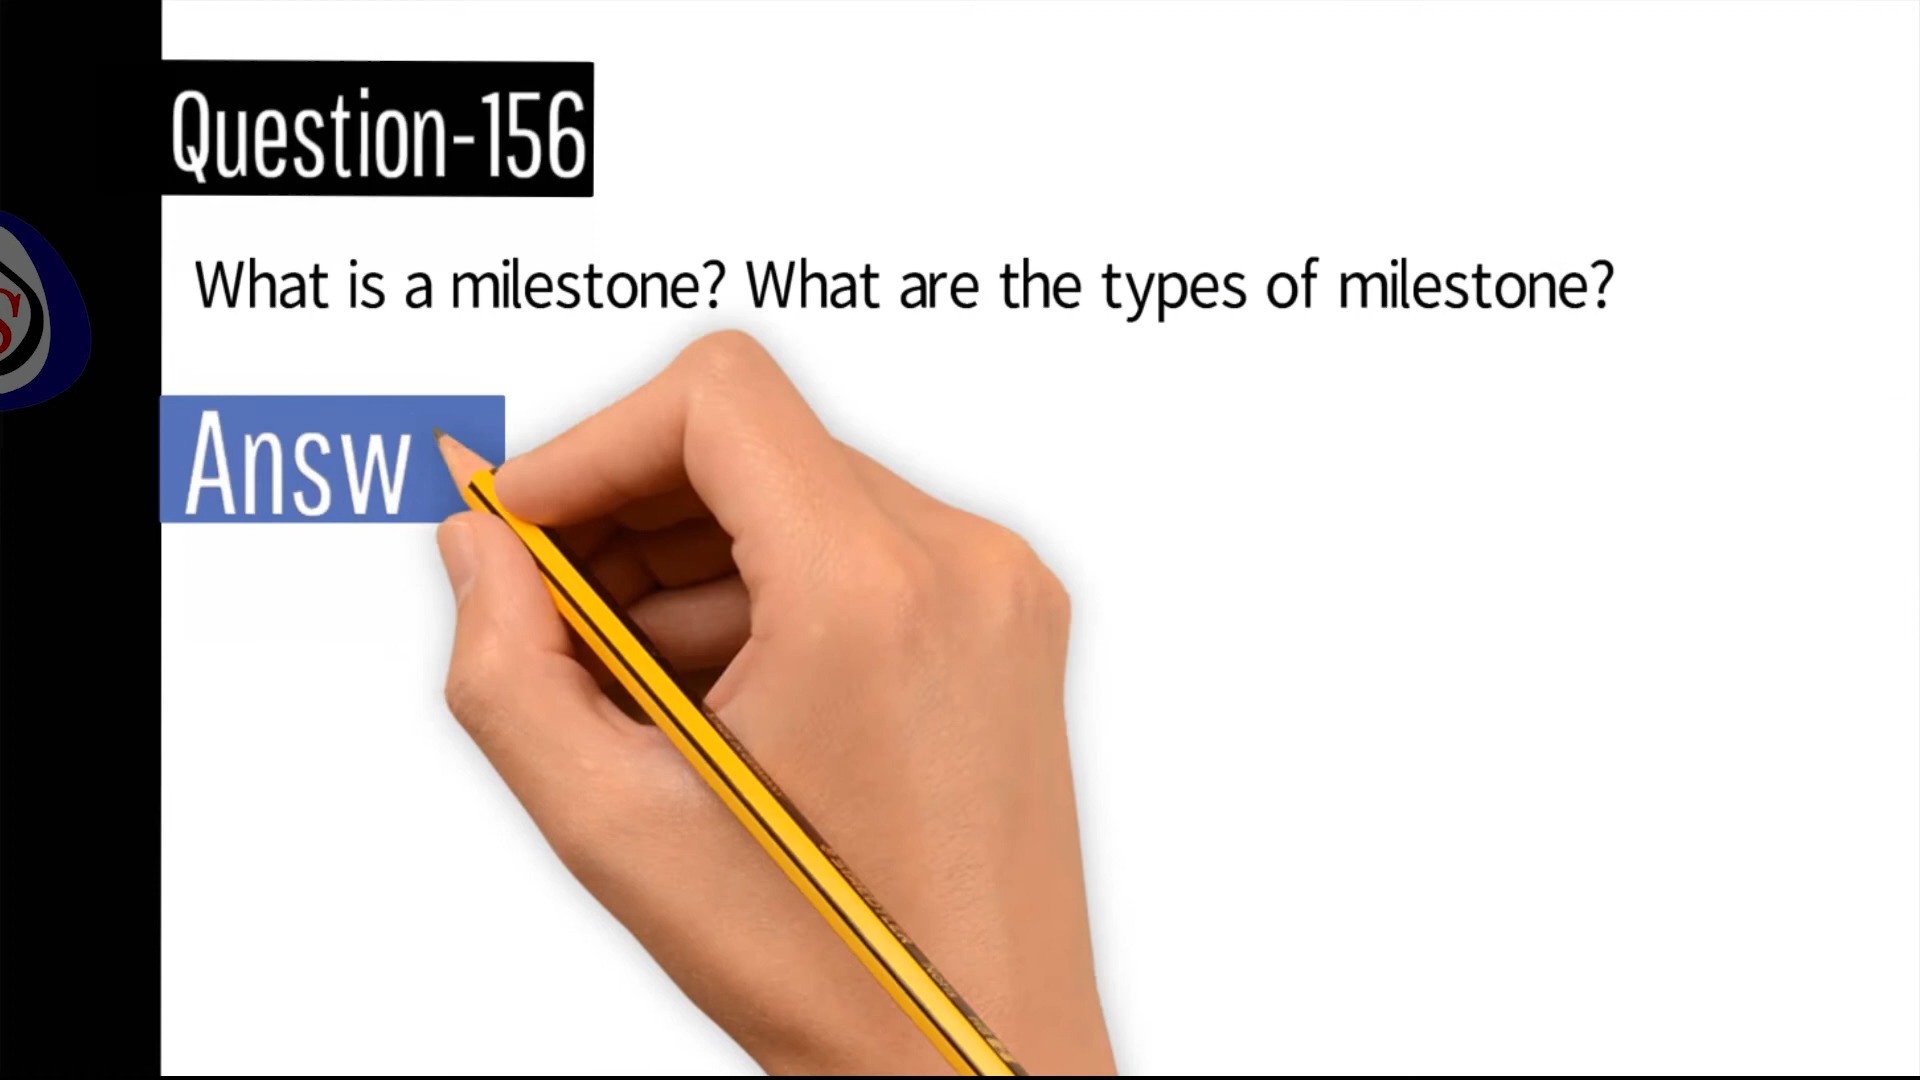 Question-156
What is a milestone? What are the types of milestone?
Answ
S